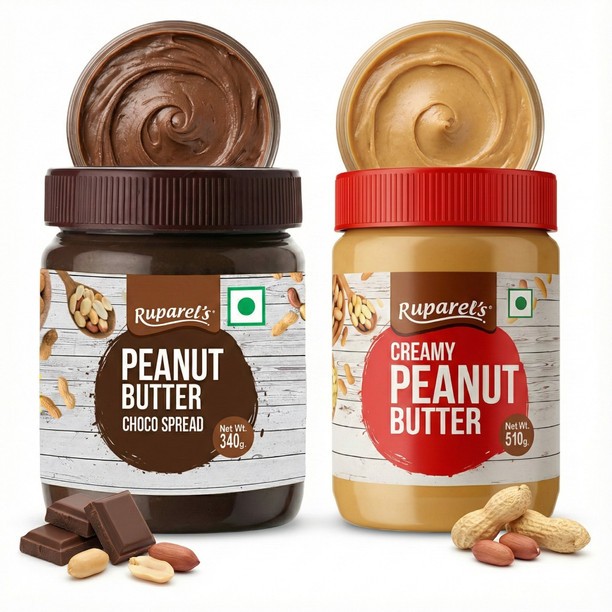 Ruparel's®
PEANUT
BUTTER
CHOCO SPREAD
Net Wt.
340g.
Ruparel's®
CREAMY
PEANUT
BUTTER
Net Wt.
510g.